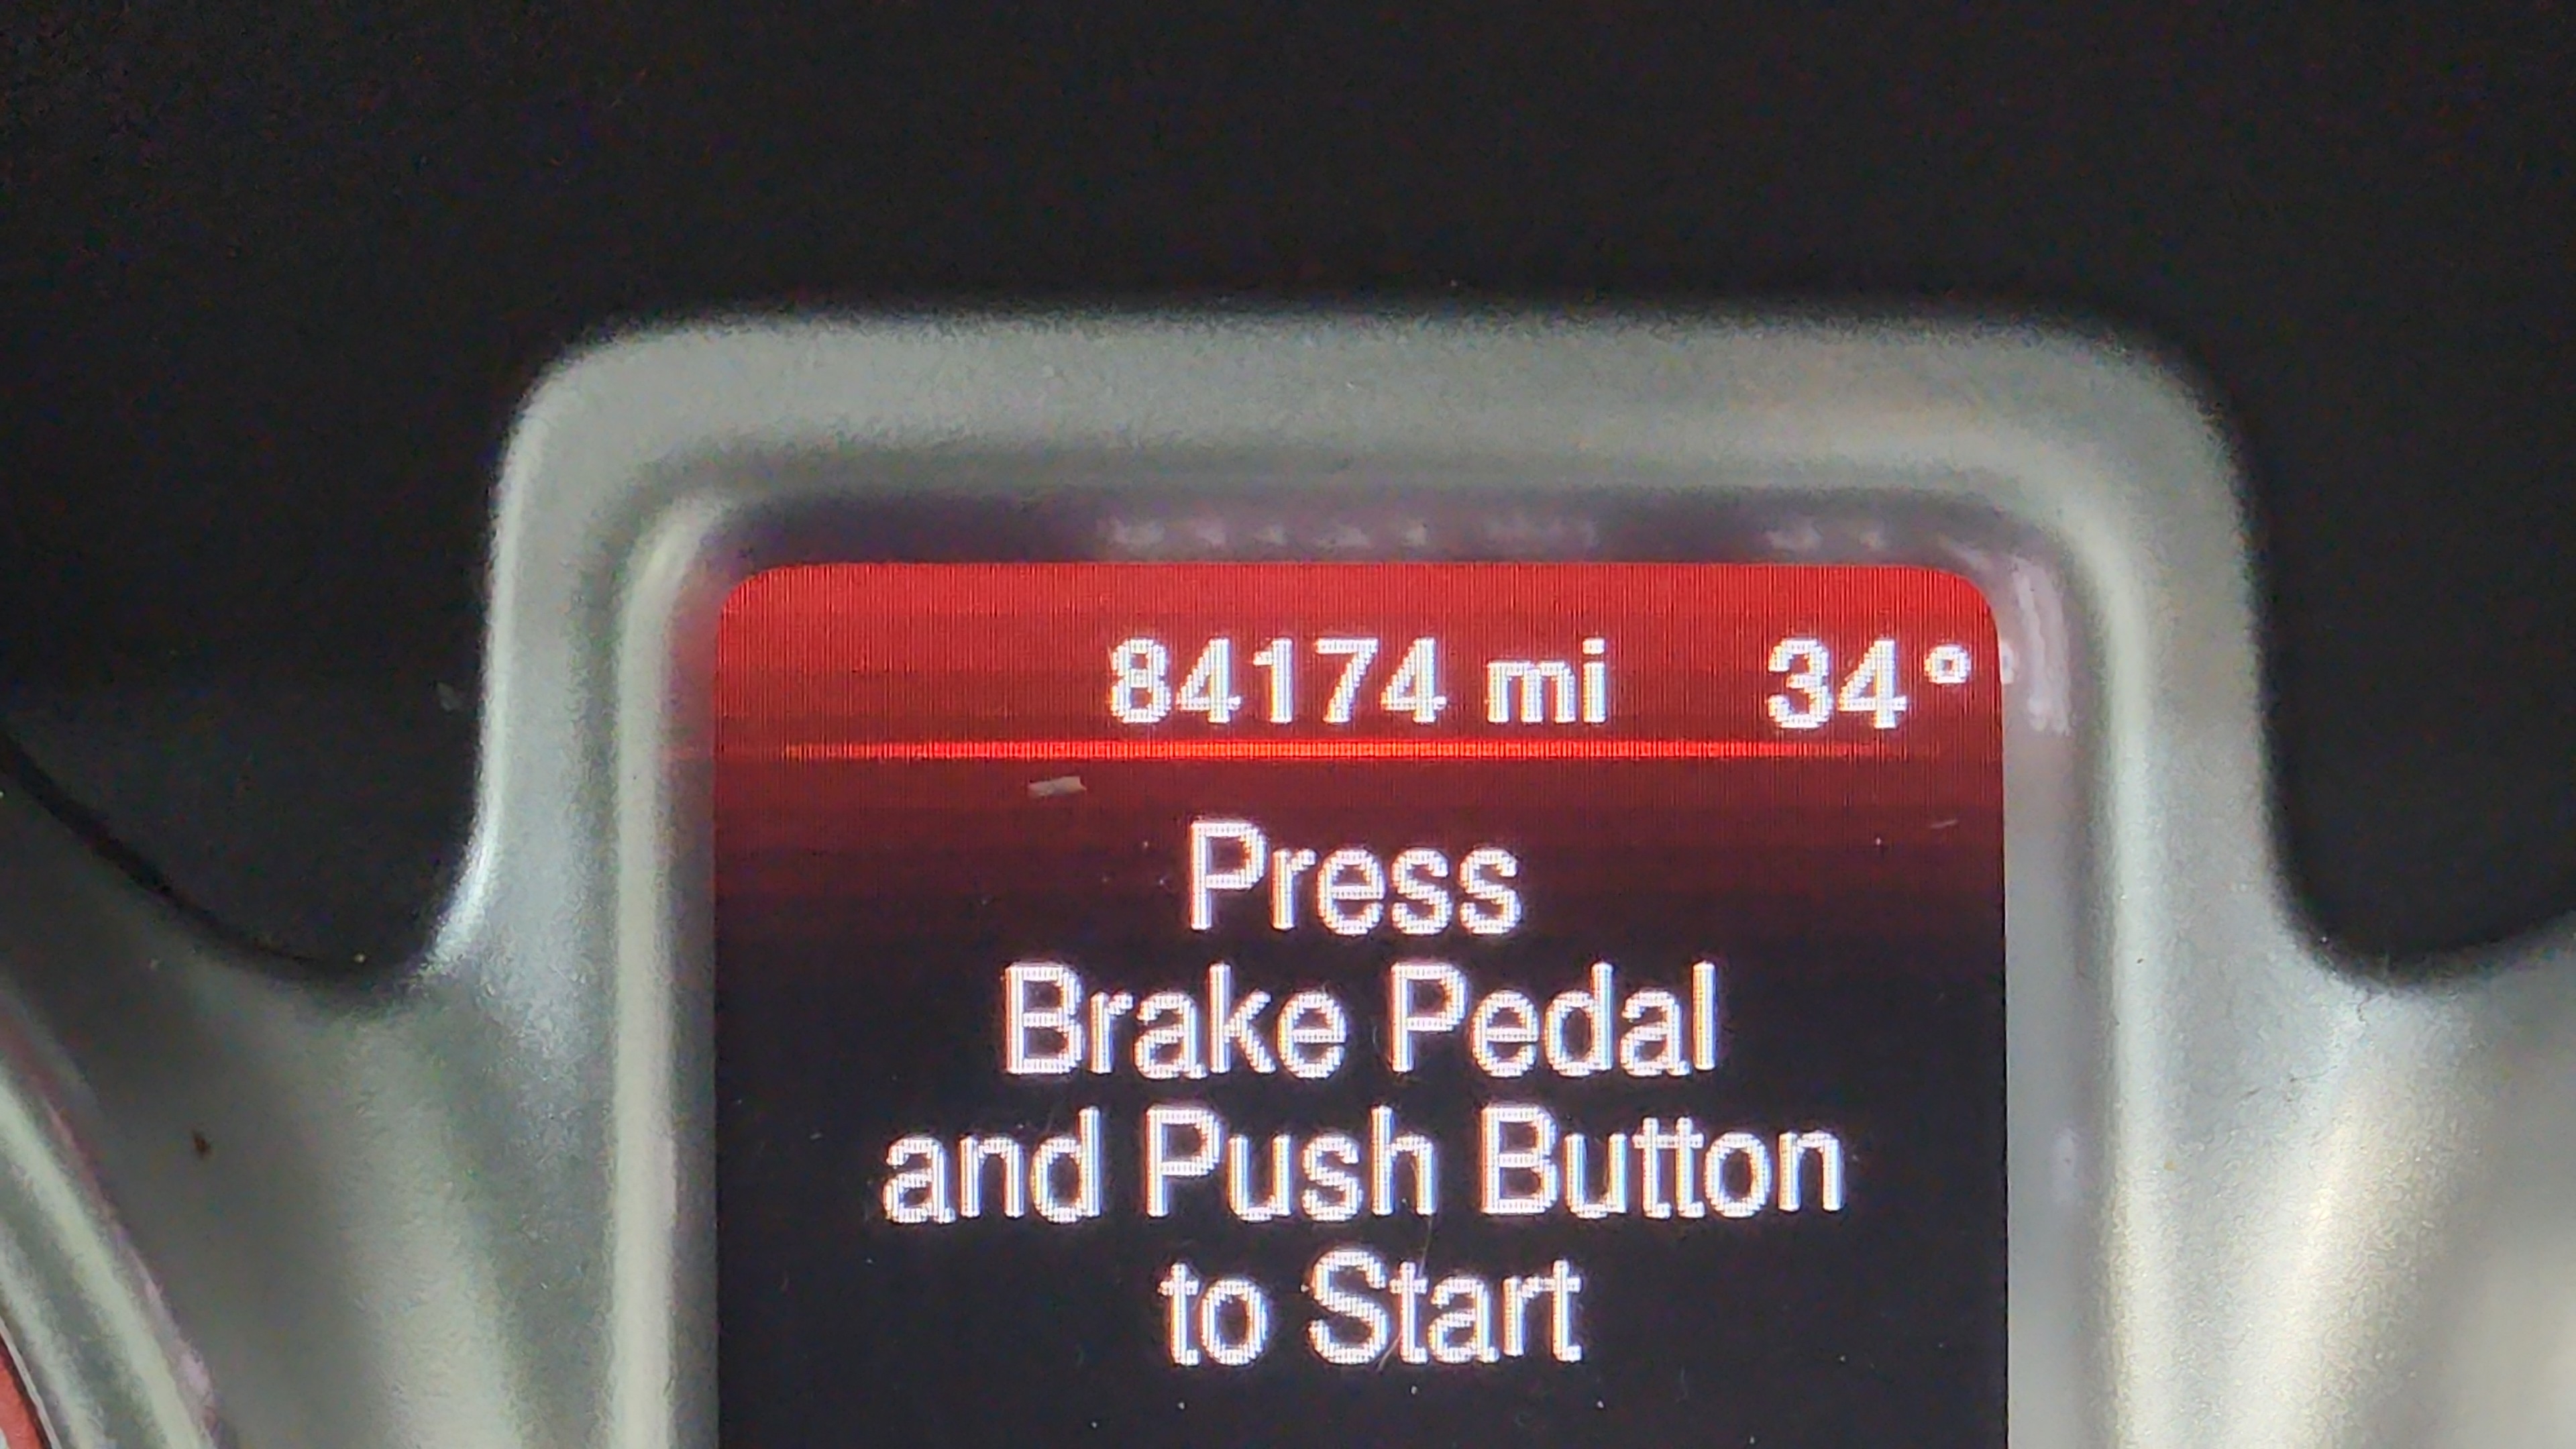 84174 mi 34°
Press
Brake Pedal
and Push Button
to Start